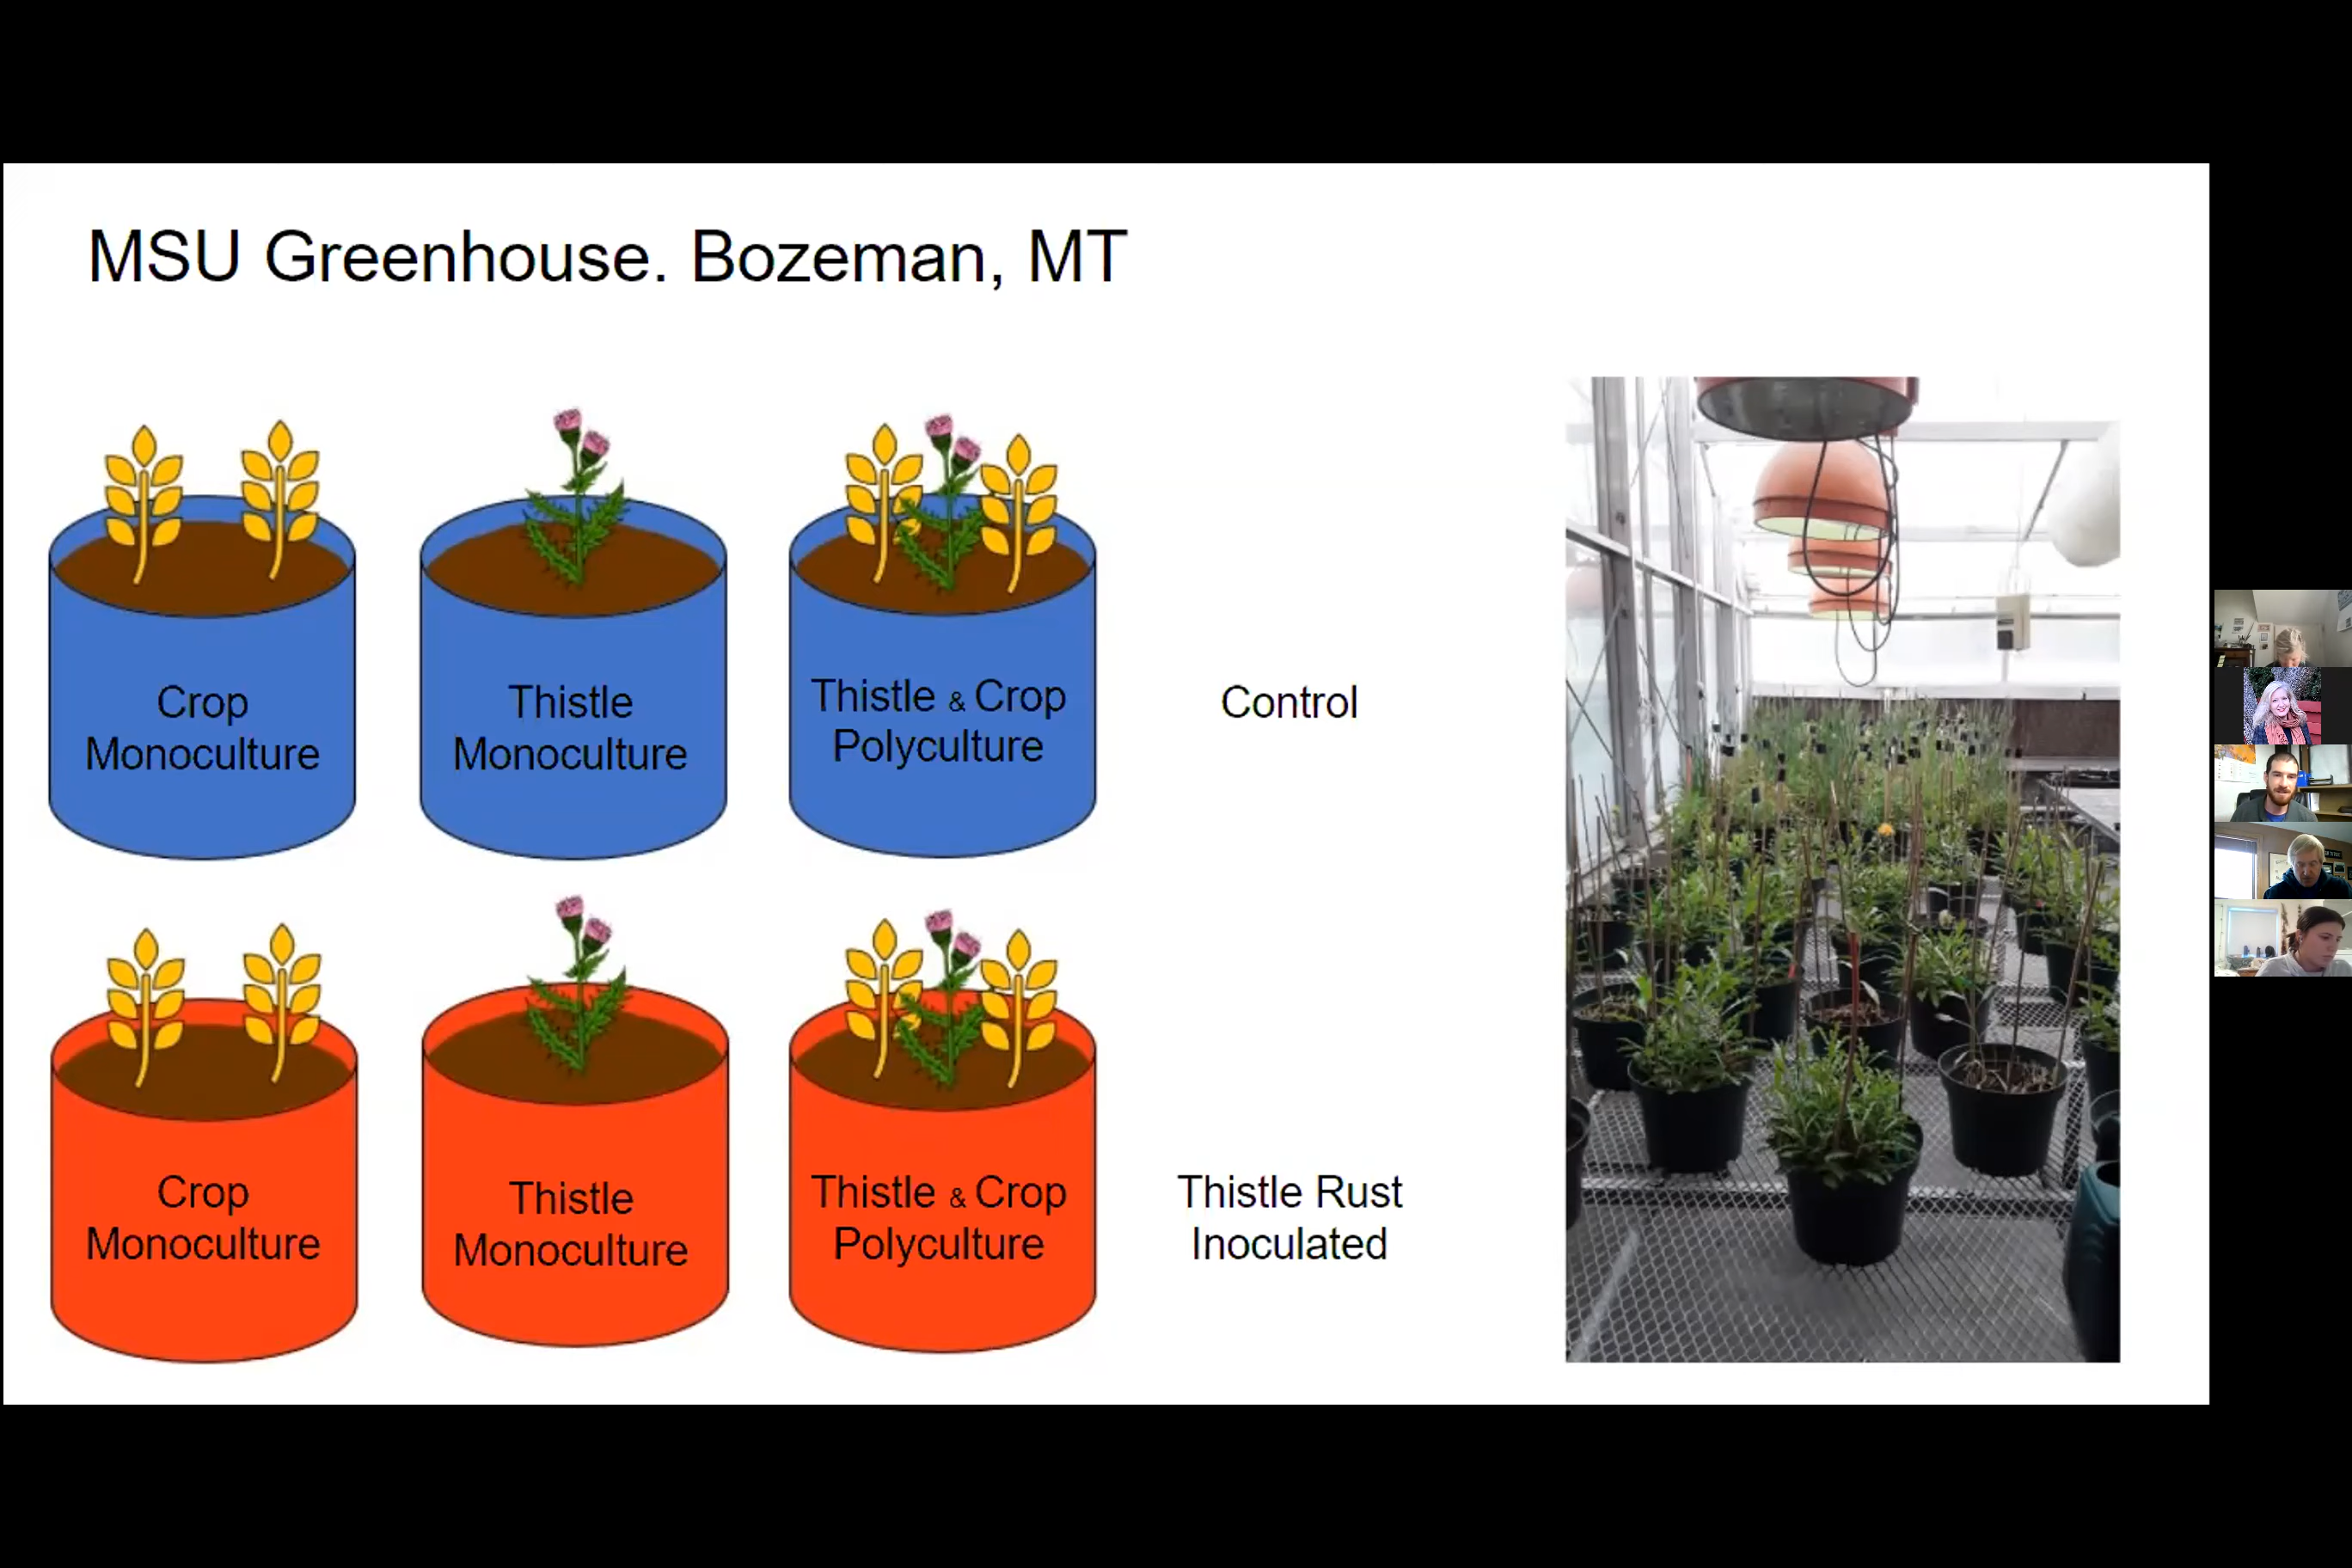 MSU Greenhouse. Bozeman, MT
Crop
Monoculture
Thistle
Monoculture
Thistle & Crop
Polyculture
Control
Crop
Monoculture
Thistle
Monoculture
Thistle & Crop
Polyculture
Thistle Rust
Inoculated